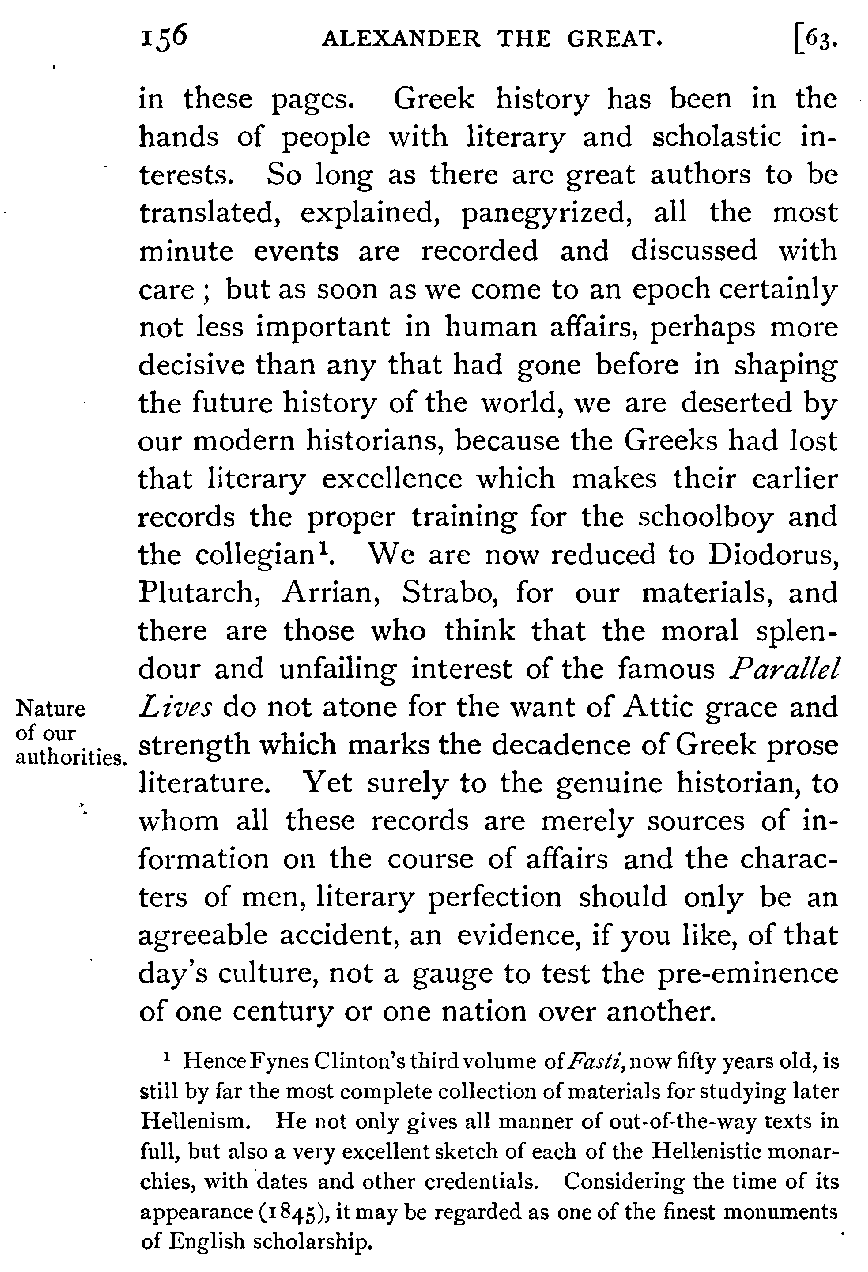 156 ALEXANDER THE GREAT. [63.
in these pages. Greek history has been in the
hands of people with literary and scholastic in-
terests. So long as there are great authors to be
translated, explained, panegyrized, all the most
minute events are recorded and discussed with
care ; but as soon as we come to an epoch certainly
not less important in human affairs, perhaps more
decisive than any that had gone before in shaping
the future history of the world, we are deserted by
our modern historians, because the Greeks had lost
that literary excellence which makes their earlier
records the proper training for the schoolboy and
the collegian¹. We are now reduced to Diodorus,
Plutarch, Arrian, Strabo, for our materials, and
there are those who think that the moral splen-
dour and unfailing interest of the famous Parallel
Lives do not atone for the want of Attic grace and
strength which marks the decadence of Greek prose
literature. Yet surely to the genuine historian, to
whom all these records are merely sources of in-
formation on the course of affairs and the charac-
ters of men, literary perfection should only be an
agreeable accident, an evidence, if you like, of that
day's culture, not a gauge to test the pre-eminence
of one century or one nation over another.
Nature
of our
authorities.
¹ Hence Fynes Clinton's third volume of Fasti, now fifty years old, is
still by far the most complete collection of materials for studying later
Hellenism. He not only gives all manner of out-of-the-way texts in
full, but also a very excellent sketch of each of the Hellenistic monar-
chies, with dates and other credentials. Considering the time of its
appearance (1845), it may be regarded as one of the finest monuments
of English scholarship.